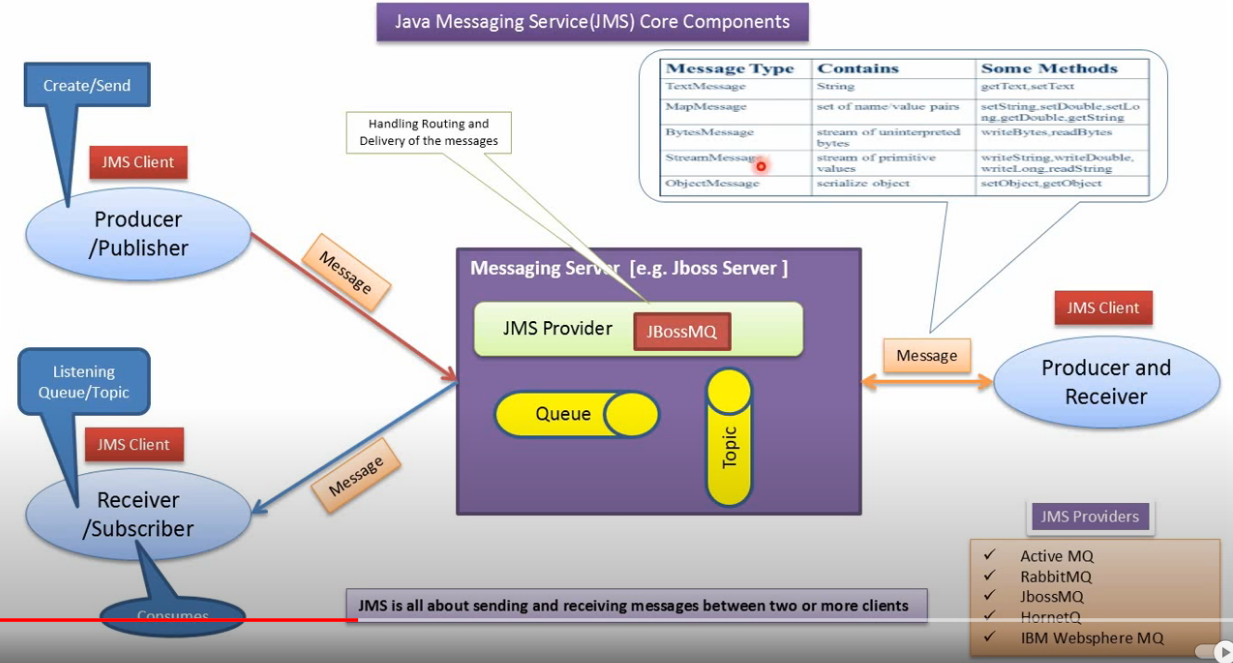 Java Messaging Service(JMS) Core Components
Create/Send
JMS Client
Producer
/Publisher
Message
Handling Routing and
Delivery of the messages
Message Type Contains Some Methods
TextMessage String getText,setText
MapMessage set of name/value pairs setString,setDouble,setLo
ng,getDouble,getString
BytesMessage stream of uninterpreted writeBytes,readBytes
bytes
StreamMessage stream of primitive writeString,writeDouble,
values writeLong,readString
ObjectMessage serialize object setObject,getObject
Messaging Server [e.g. Jboss Server ]
JMS Provider
JBossMQ
Queue
Topic
Message
JMS Client
Producer and
Receiver
Listening
Queue/Topic
JMS Client
Receiver
/Subscriber
Message
Consumes
JMS is all about sending and receiving messages between two or more clients
JMS Providers
✓ Active MQ
✓ RabbitMQ
✓ JbossMQ
✓ HornetQ
✓ IBM Websphere MQ